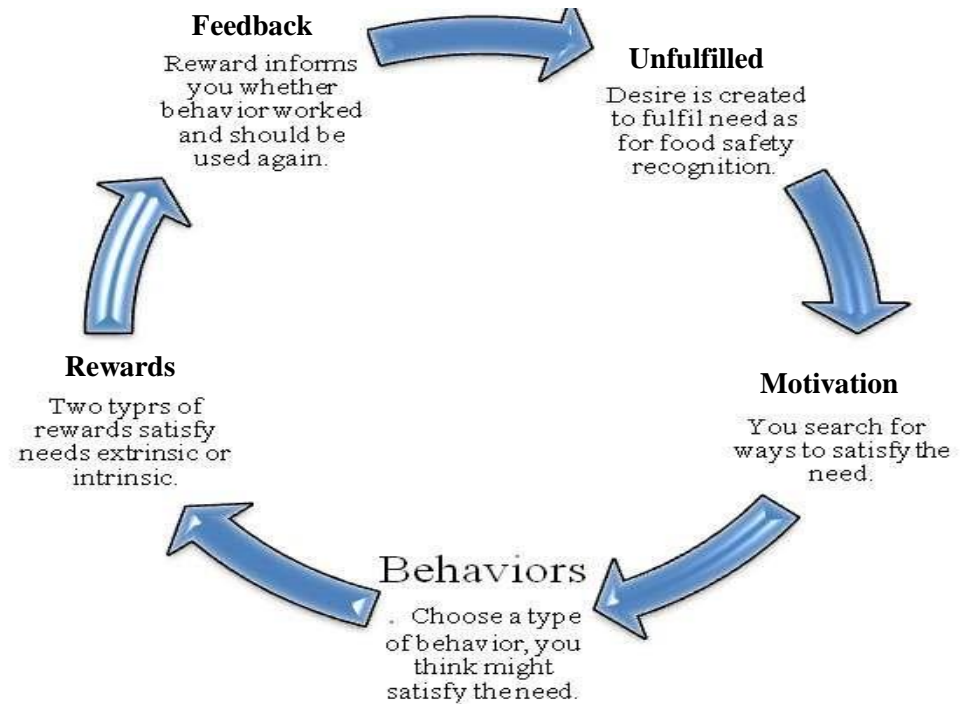 Feedback
Reward informs
you whether
behavior worked
and should be
used again.
Unfulfilled
Desire is created
to fulfil need as
for food safety
recognition.
Motivation
You search for
ways to satisfy the
need.
Behaviors
. Choose a type
of behavior, you
think might
satisfy the need.
Rewards
Two typrs of
rewards satisfy
needs extrinsic or
intrinsic.